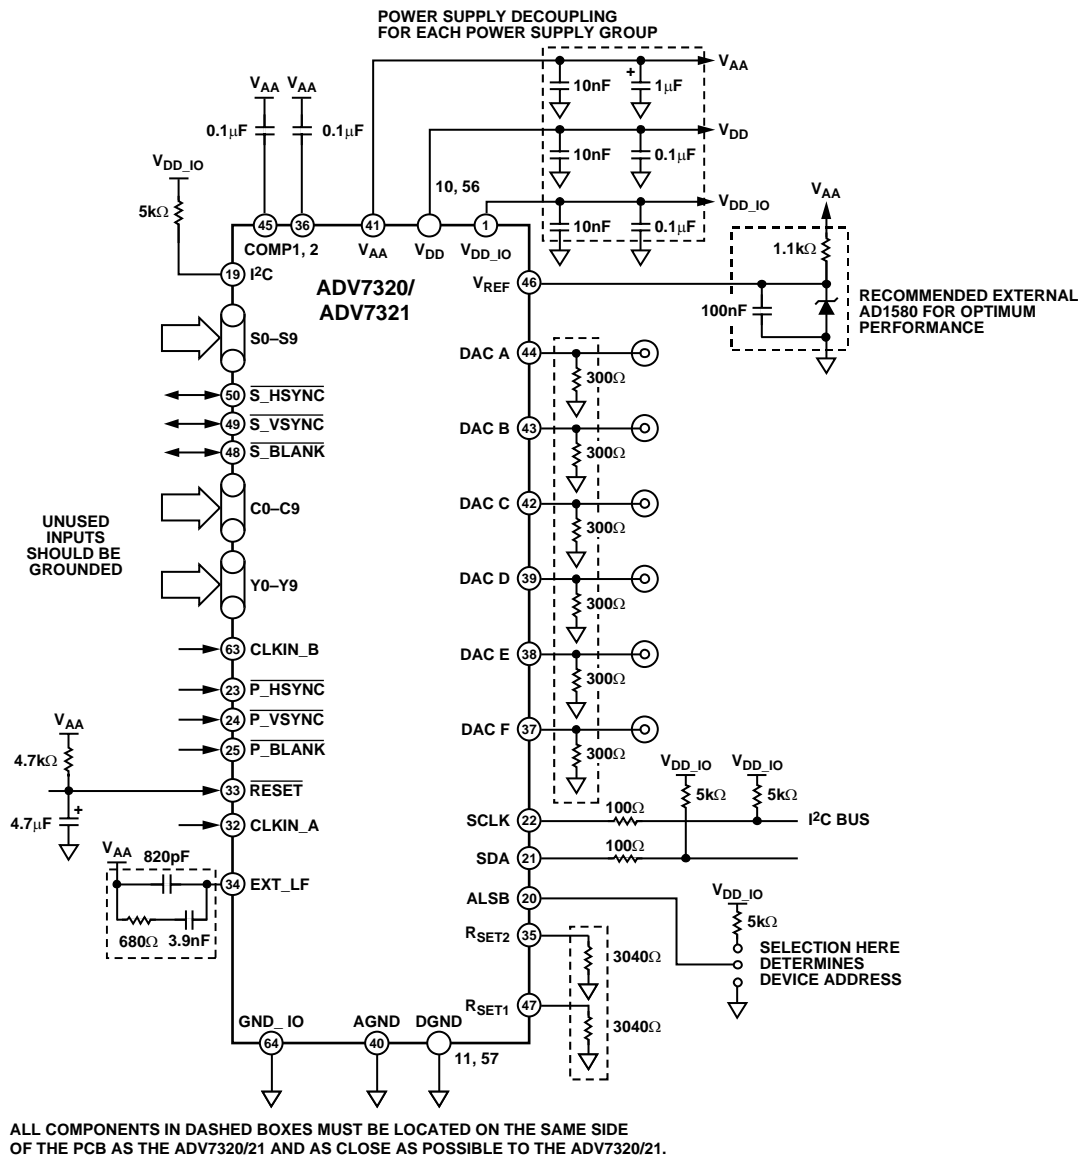 POWER SUPPLY DECOUPLING
FOR EACH POWER SUPPLY GROUP
VAA
10nF
+
1μF
VAA
VAA
0.1μF
0.1μF
VDD
10nF
0.1μF
VDD_IO
5kΩ
10, 56
VDD_IO
10nF
0.1μF
VAA
1.1kΩ
45
36
41
1
COMP1, 2
VAA
VDD
VDD_IO
19
I2C
ADV7320/
ADV7321
VREF
46
100nF
RECOMMENDED EXTERNAL
AD1580 FOR OPTIMUM
PERFORMANCE
S0–S9
DAC A
44
300Ω
50
S_HSYNC
49
S_VSYNC
DAC B
43
300Ω
48
S_BLANK
UNUSED
INPUTS
SHOULD BE
GROUNDED
C0–C9
DAC C
42
300Ω
Y0–Y9
DAC D
39
300Ω
63
CLKIN_B
DAC E
38
300Ω
23
P_HSYNC
24
P_VSYNC
DAC F
37
300Ω
25
P_BLANK
VAA
4.7kΩ
33
RESET
+
4.7μF
32
CLKIN_A
VDD_IO
5kΩ
VDD_IO
5kΩ
SCLK
22
100Ω
I2C BUS
SDA
21
100Ω
VAA
820pF
34
EXT_LF
680Ω
3.9nF
ALSB
20
VDD_IO
5kΩ
SELECTION HERE
DETERMINES
DEVICE ADDRESS
RSET2
35
3040Ω
RSET1
47
3040Ω
GND_ IO
AGND
DGND
64
40
11, 57
ALL COMPONENTS IN DASHED BOXES MUST BE LOCATED ON THE SAME SIDE
OF THE PCB AS THE ADV7320/21 AND AS CLOSE AS POSSIBLE TO THE ADV7320/21.